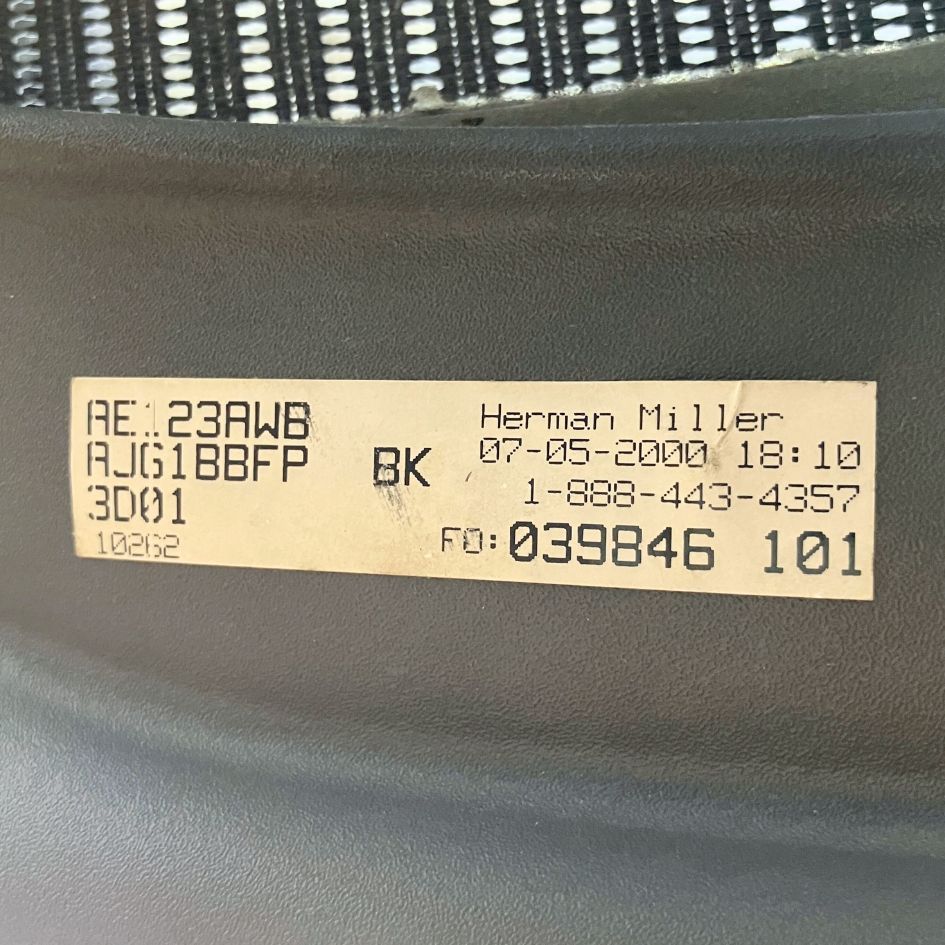 AE123AWB
AJG1BBFP BK
3D01
10262
Herman Miller
07-05-2000 18:10
1-888-443-4357
FO: 039846 101